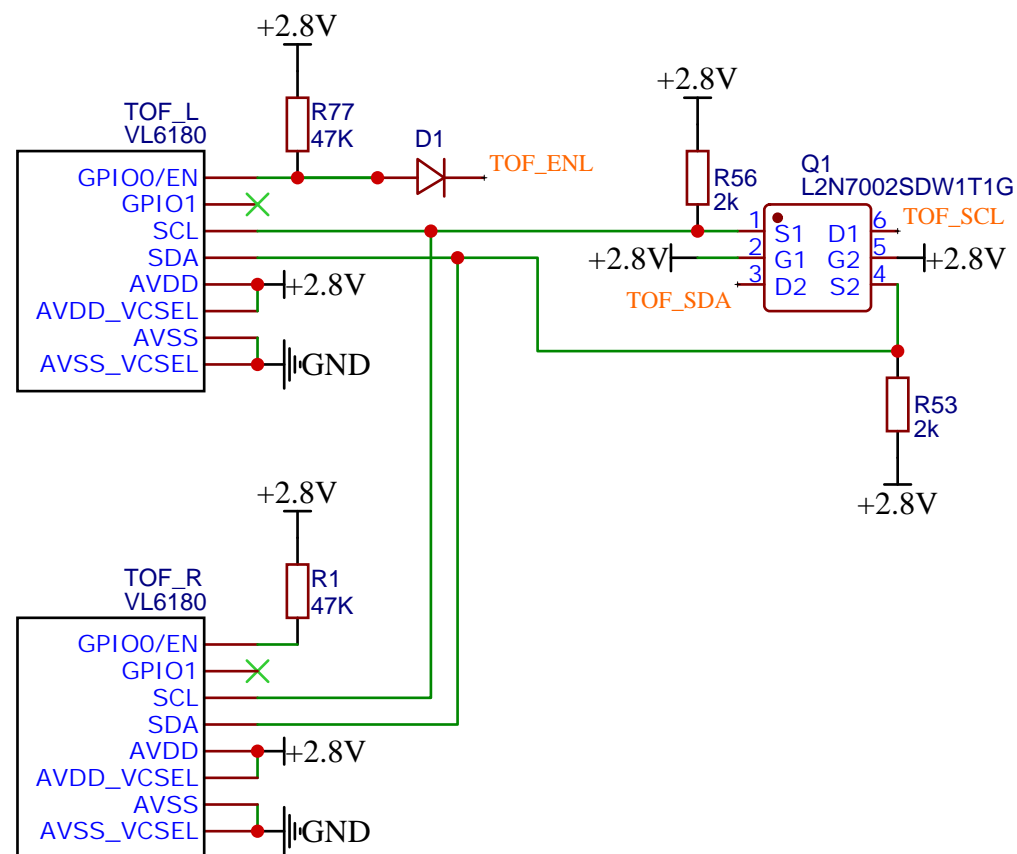 +2.8V
TOF_L
VL6180
R77
47K
D1
TOF_ENL
GPIO0/EN
GPIO1
SCL
SDA
AVDD
+2.8V
AVDD_VCSEL
AVSS
AVSS_VCSEL
GND
+2.8V
R56
2k
Q1
L2N7002SDW1T1G
1
S1
D1
6
TOF_SCL
+2.8V
2
G1
G2
5
+2.8V
TOF_SDA
3
D2
S2
4
R53
2k
+2.8V
+2.8V
TOF_R
VL6180
R1
47K
GPIO0/EN
GPIO1
SCL
SDA
AVDD
+2.8V
AVDD_VCSEL
AVSS
AVSS_VCSEL
GND